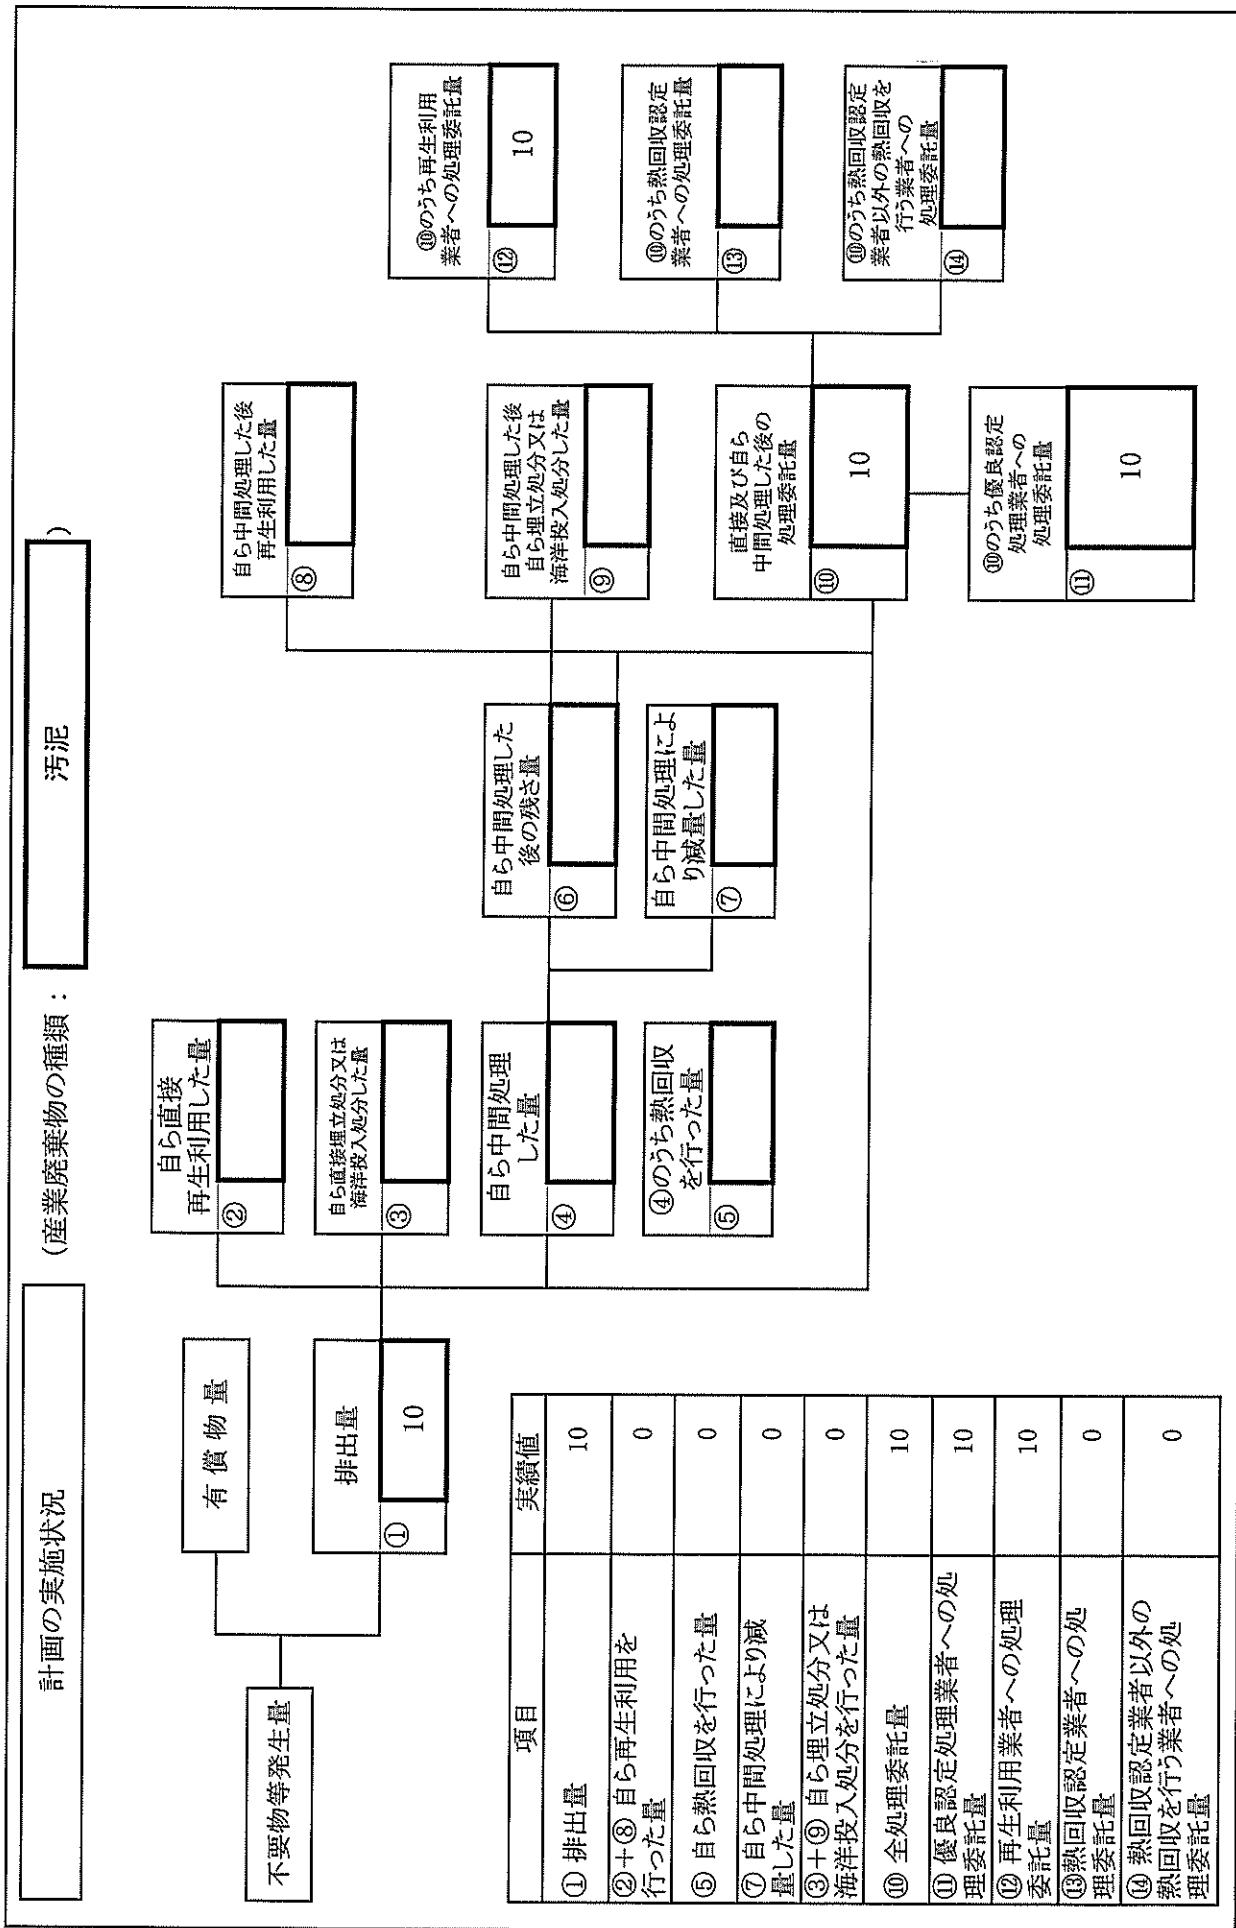 計画の実施状況
(産業廃棄物の種類：
汚泥
)
不要物等発生量
有 償 物 量
排出量
①
10
自ら直接
再生利用した量
②
自ら直接埋立処分又は
海洋投入処分した量
③
自ら中間処理
した量
④
④のうち熱回収
を行った量
⑤
自ら中間処理した
後の残さ量
⑥
自ら中間処理によ
り減量した量
⑦
自ら中間処理した後
再生利用した量
⑧
自ら中間処理した後
自ら埋立処分又は
海洋投入処分した量
⑨
直接及び自ら
中間処理した後の
処理委託量
⑩
10
⑩のうち優良認定
処理業者への
処理委託量
⑪
10
⑩のうち再生利用
業者への処理委託量
⑫
10
⑩のうち熱回収認定
業者への処理委託量
⑬
⑩のうち熱回収認定
業者以外の熱回収を
行う業者への
処理委託量
⑭
項目 実績値
① 排出量 10
②＋⑧ 自ら再生利用を
行った量 0
⑤ 自ら熱回収を行った量 0
⑦ 自ら中間処理により減
量した量 0
③＋⑨ 自ら埋立処分又は
海洋投入処分を行った量 0
⑩ 全処理委託量 10
⑪ 優良認定処理業者への処
理委託量 10
⑫ 再生利用業者への処理
委託量 10
⑬熱回収認定業者への処
理委託量 0
⑭ 熱回収認定業者以外の
熱回収を行う業者への処
理委託量 0